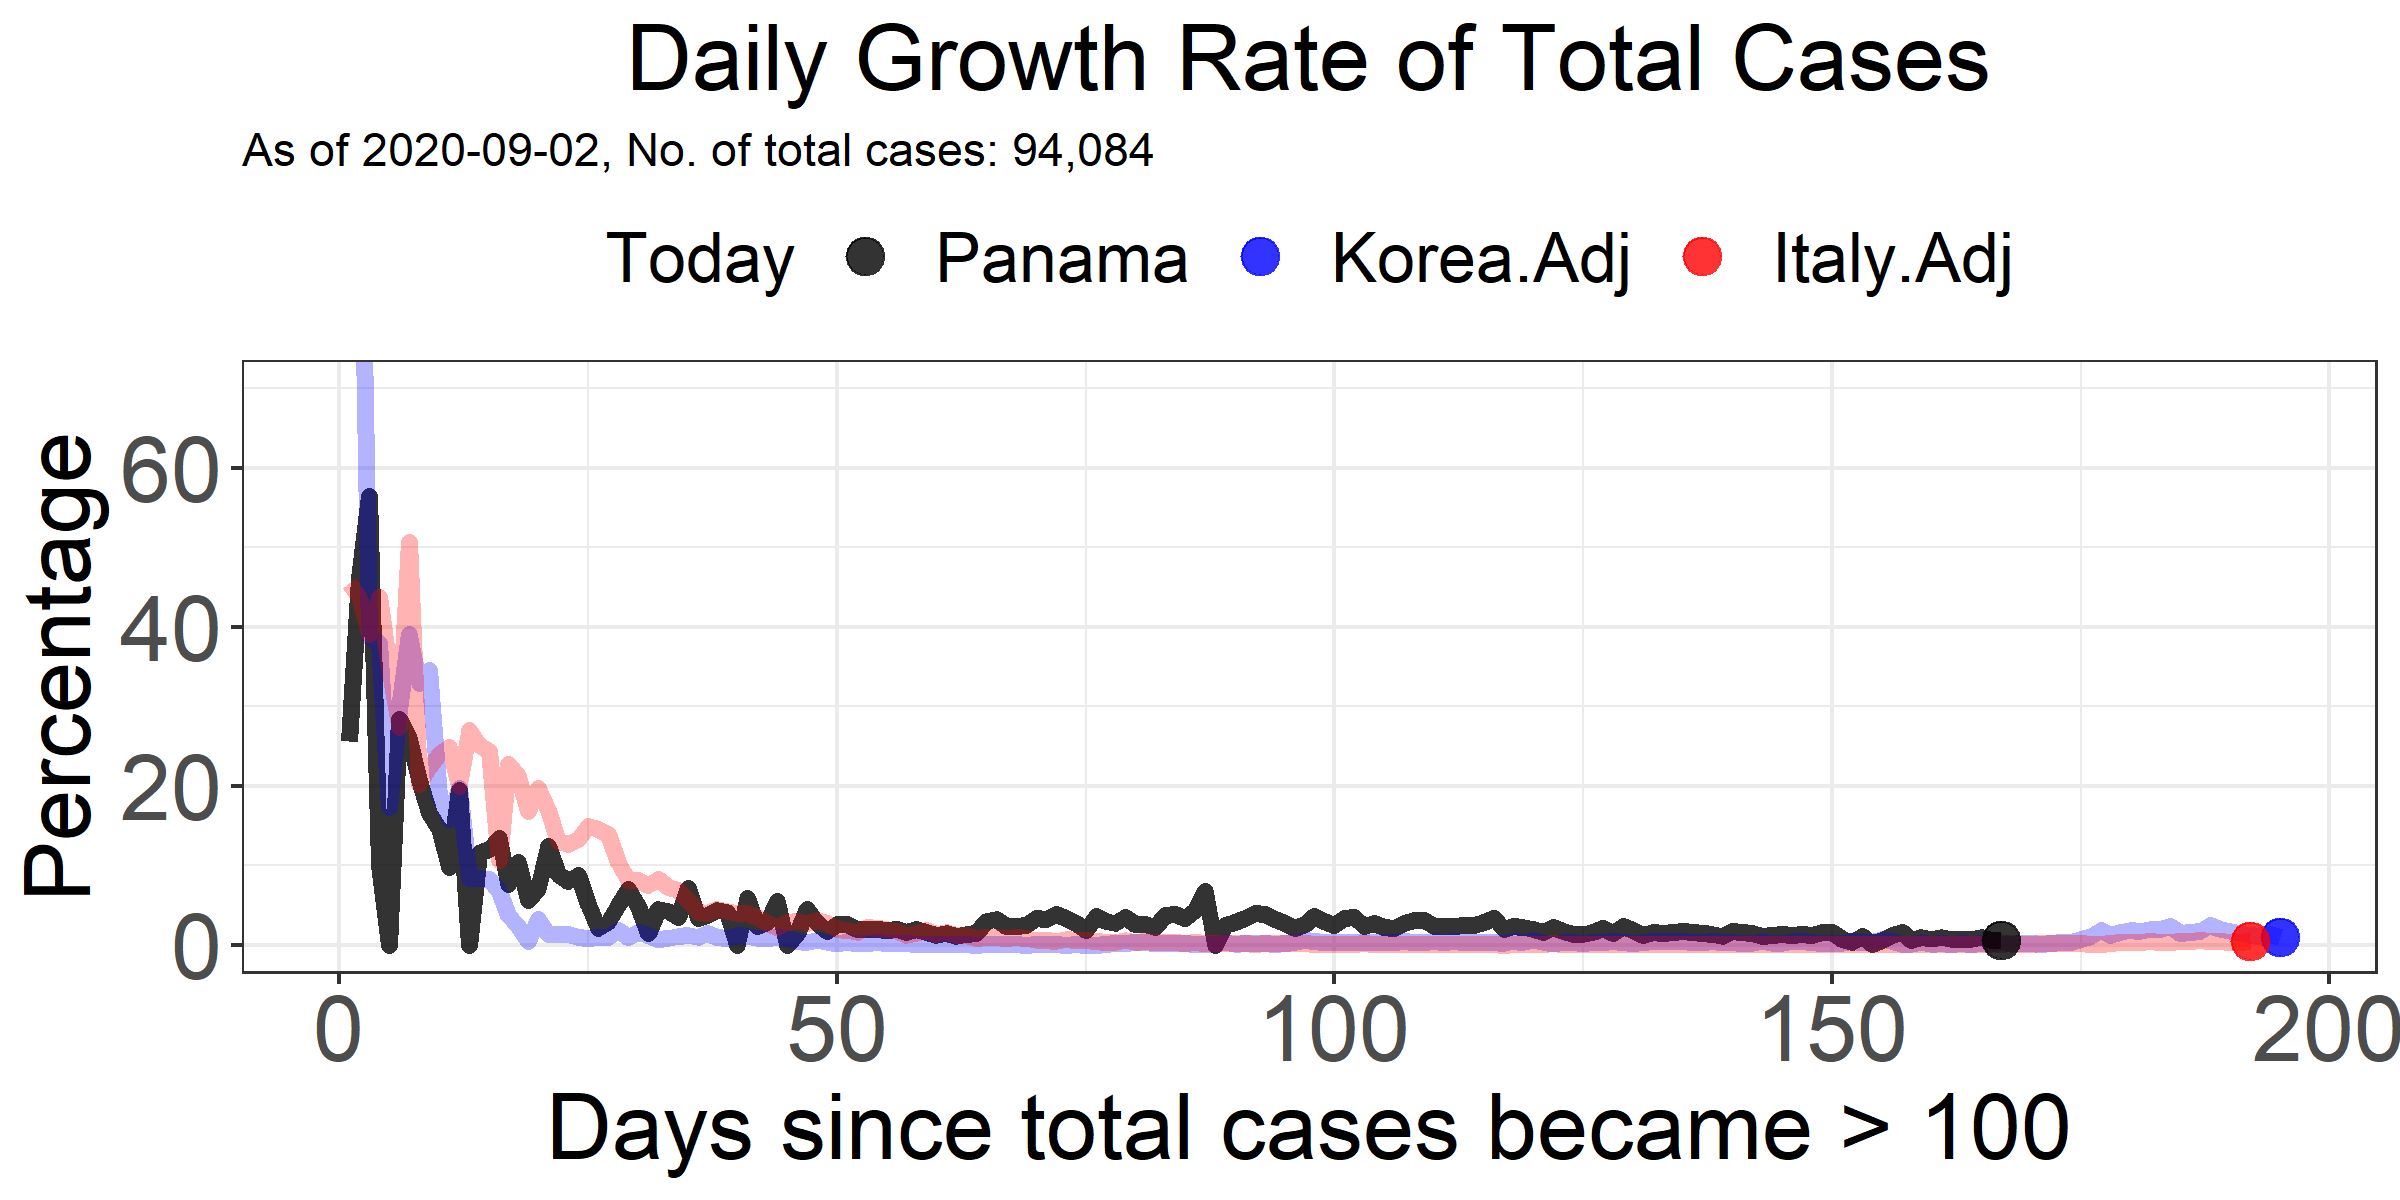 Daily Growth Rate of Total Cases
As of 2020-09-02, No. of total cases: 94,084
Today Panama Korea.Adj Italy.Adj
Percentage
60
40
20
0
0 50 100 150 200
Days since total cases became > 100